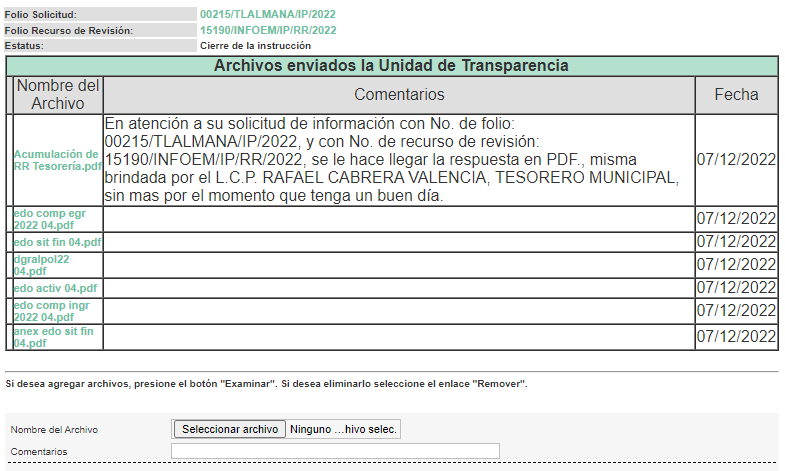 Folio Solicitud: 00215/TLALMANA/IP/2022
Folio Recurso de Revisión: 15190/INFOEM/IP/RR/2022
Estatus: Cierre de la instrucción
Archivos enviados la Unidad de Transparencia
Nombre del
Archivo
Comentarios
Fecha
Acumulación de
RR Tesorería.pdf
En atención a su solicitud de información con No. de folio:
00215/TLALMANA/IP/2022, y con No. de recurso de revisión:
15190/INFOEM/IP/RR/2022, se le hace llegar la respuesta en PDF., misma
brindada por el L.C.P. RAFAEL CABRERA VALENCIA, TESORERO MUNICIPAL,
sin mas por el momento que tenga un buen día.
07/12/2022
edo comp egr
2022 04.pdf
07/12/2022
edo sit fin 04.pdf
07/12/2022
dgralpol22
04.pdf
07/12/2022
edo activ 04.pdf
07/12/2022
edo comp ingr
2022 04.pdf
07/12/2022
anex edo sit fin
04.pdf
07/12/2022
Si desea agregar archivos, presione el botón "Examinar". Si desea eliminarlo seleccione el enlace "Remover".
Nombre del Archivo Seleccionar archivo Ninguno ...hivo selec.
Comentarios